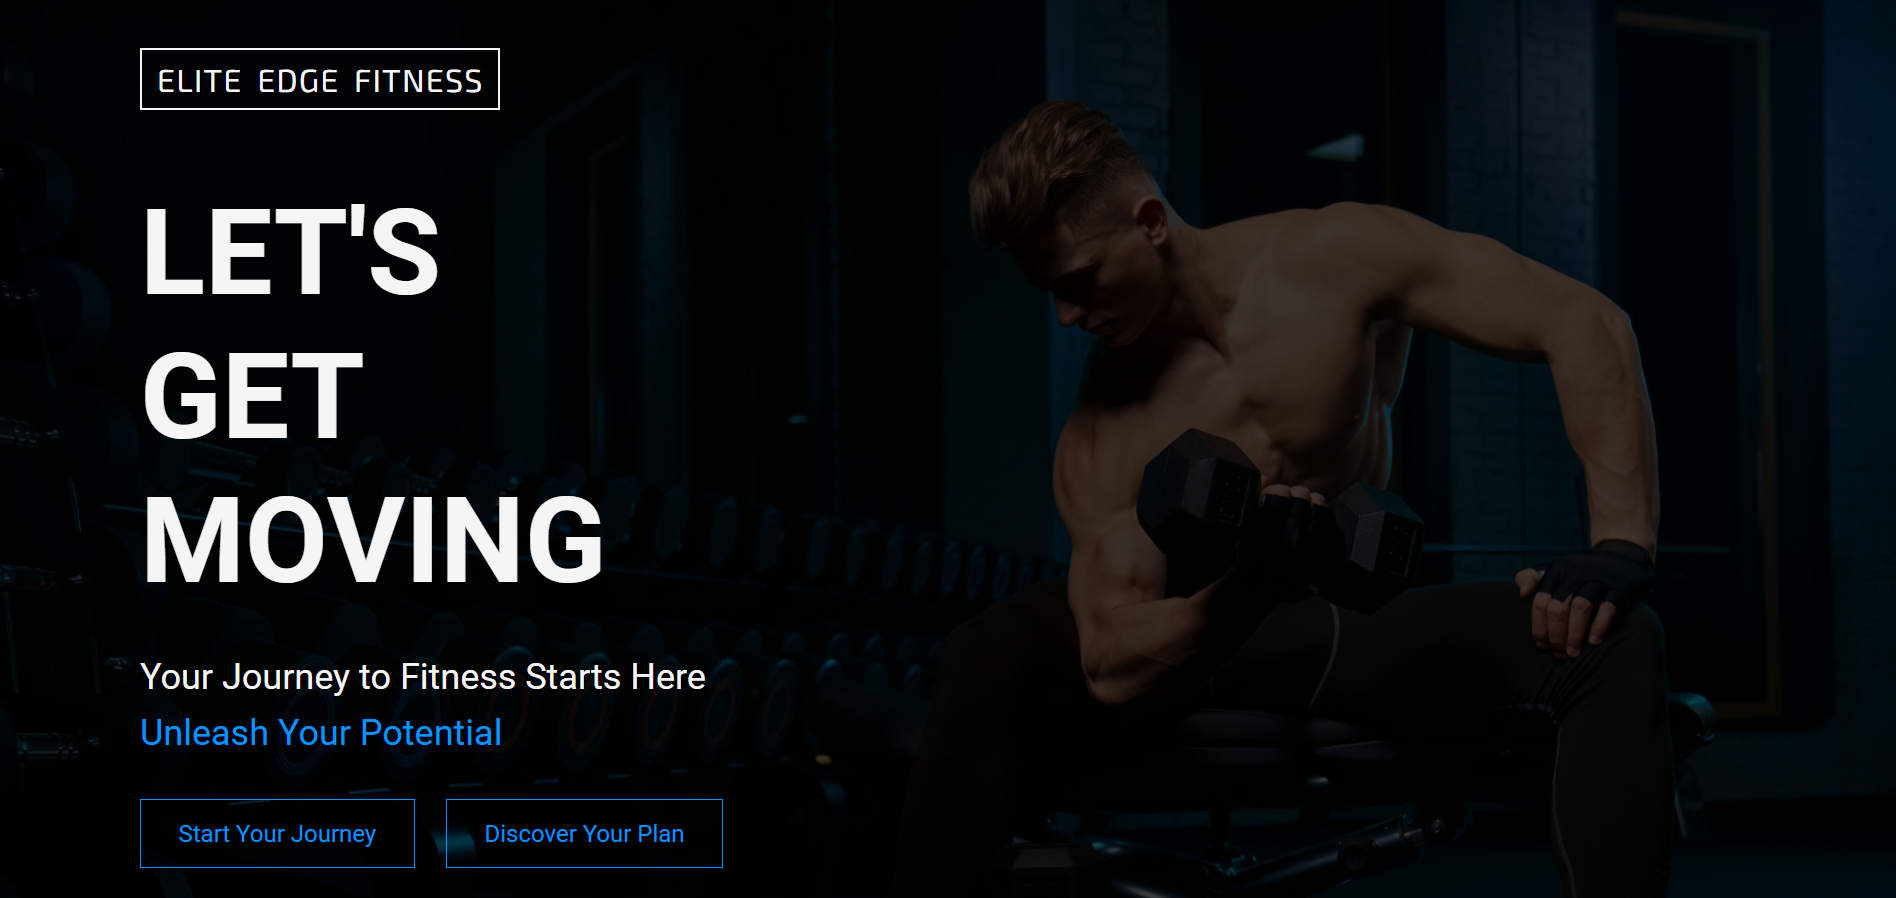 ELITE EDGE FITNESS
LET'S
GET
MOVING
Your Journey to Fitness Starts Here
Unleash Your Potential
Start Your Journey
Discover Your Plan